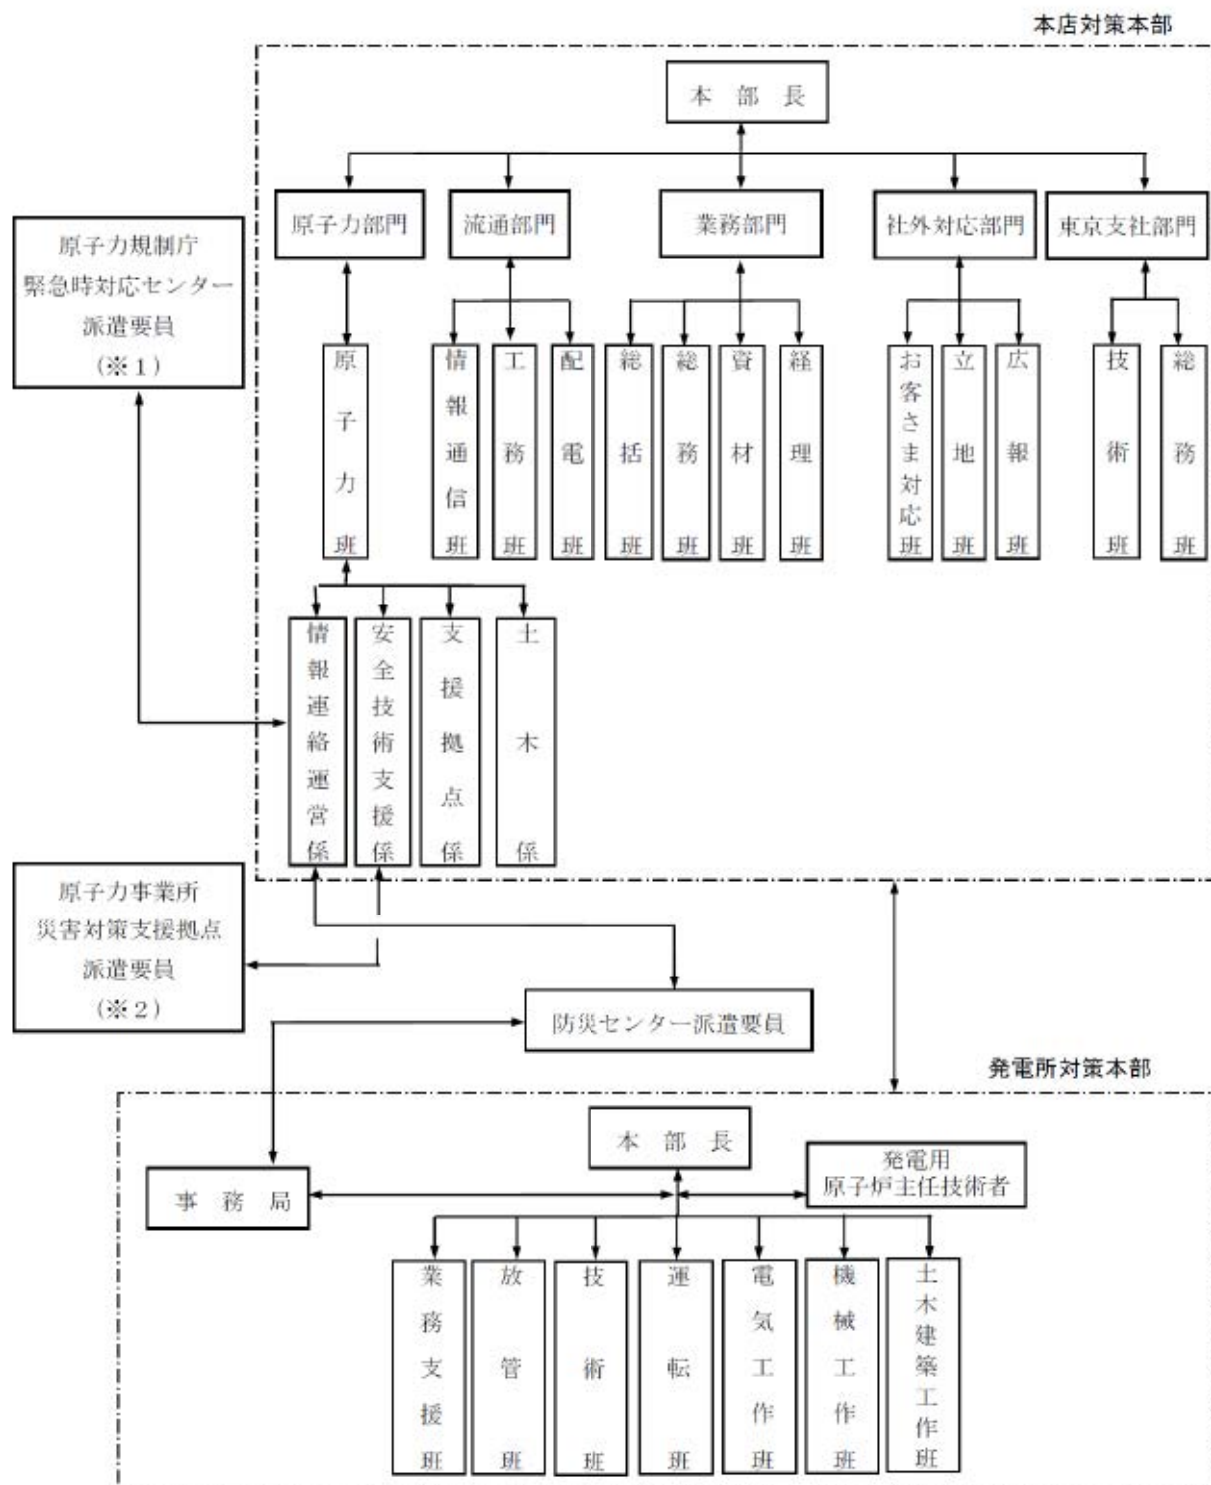 本店対策本部
本部長
原子力部門
流通部門
業務部門
社外対応部門
東京支社部門
原子力規制庁
緊急時対応センター
派遣要員
(※1)
原子力班
情報通信班
工務班
配電班
総括班
総務班
資材班
経理班
お客さま対応班
立地班
広報班
技術班
総務班
情報連絡運営係
安全技術支援係
支援拠点係
土木係
原子力事業所
災害対策支援拠点
派遣要員
(※2)
防災センター派遣要員
発電所対策本部
本部長
事務局
発電用
原子炉主任技術者
業務支援班
放管班
技術班
運転班
電気工作班
機械工作班
土木建築工作班